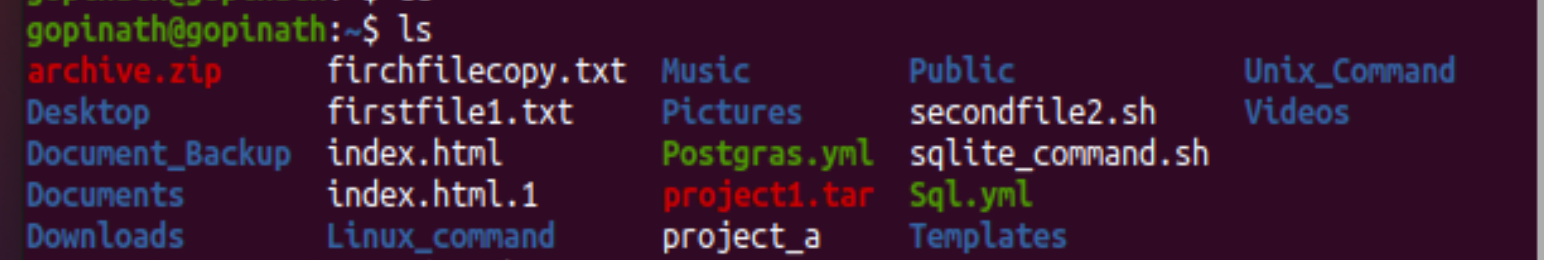 gopinath@gopinath:~$ ls
archive.zip firchfilecopy.txt Music Public Unix_Command
Desktop firstfile1.txt Pictures secondfile2.sh Videos
Document_Backup index.html Postgras.yml sqlite_command.sh
Documents index.html.1 project1.tar Sql.yml
Downloads Linux_command project_a Templates